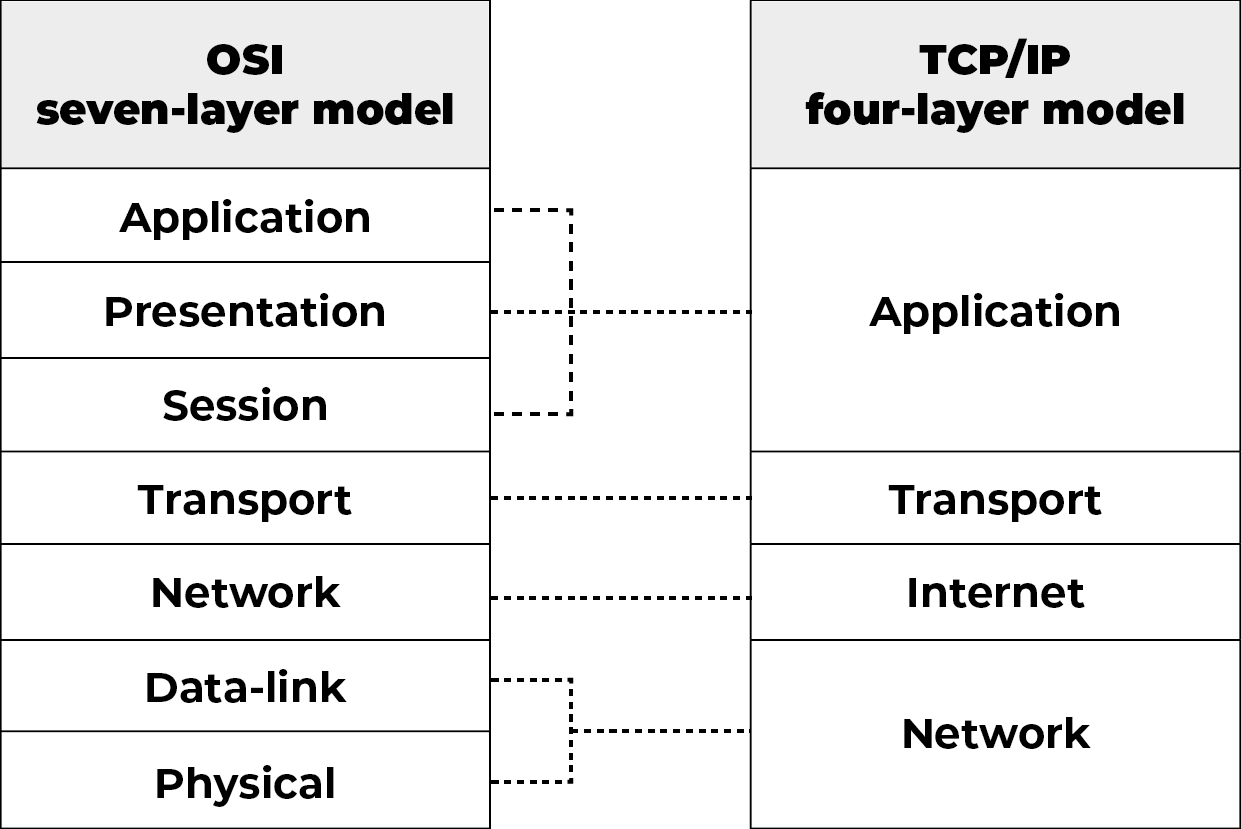 OSI
seven-layer model
Application
Presentation
Session
Transport
Network
Data-link
Physical
TCP/IP
four-layer model
Application
Transport
Internet
Network